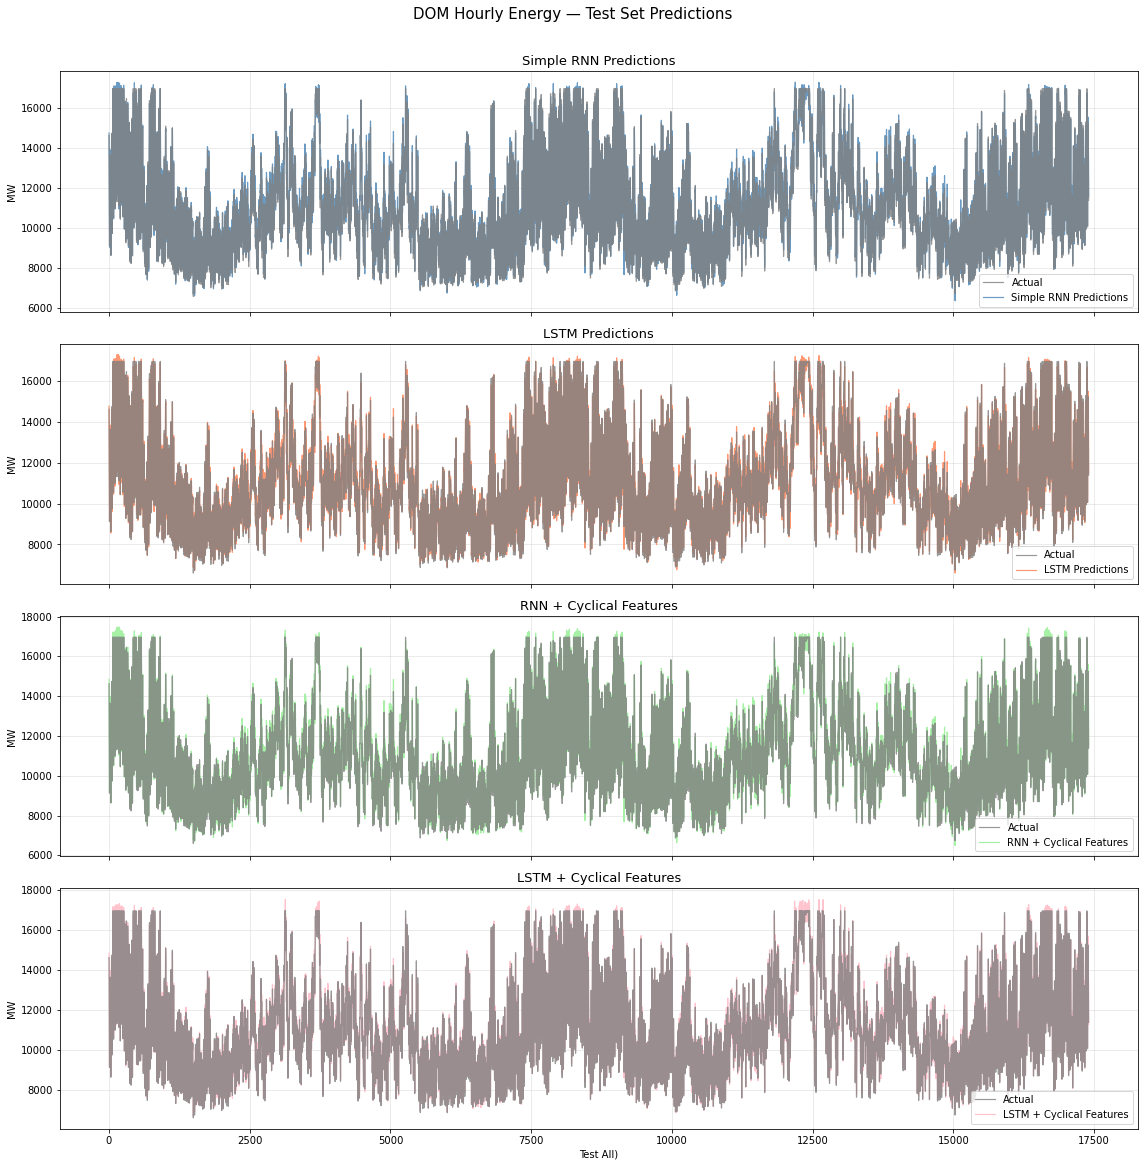 DOM Hourly Energy — Test Set Predictions
Simple RNN Predictions
16000
14000
12000
10000
8000
6000
MW
Actual
Simple RNN Predictions
LSTM Predictions
16000
14000
12000
10000
8000
MW
Actual
LSTM Predictions
RNN + Cyclical Features
18000
16000
14000
12000
10000
8000
6000
MW
Actual
RNN + Cyclical Features
LSTM + Cyclical Features
18000
16000
14000
12000
10000
8000
MW
Actual
LSTM + Cyclical Features
0 2500 5000 7500 10000 12500 15000 17500
Test All)